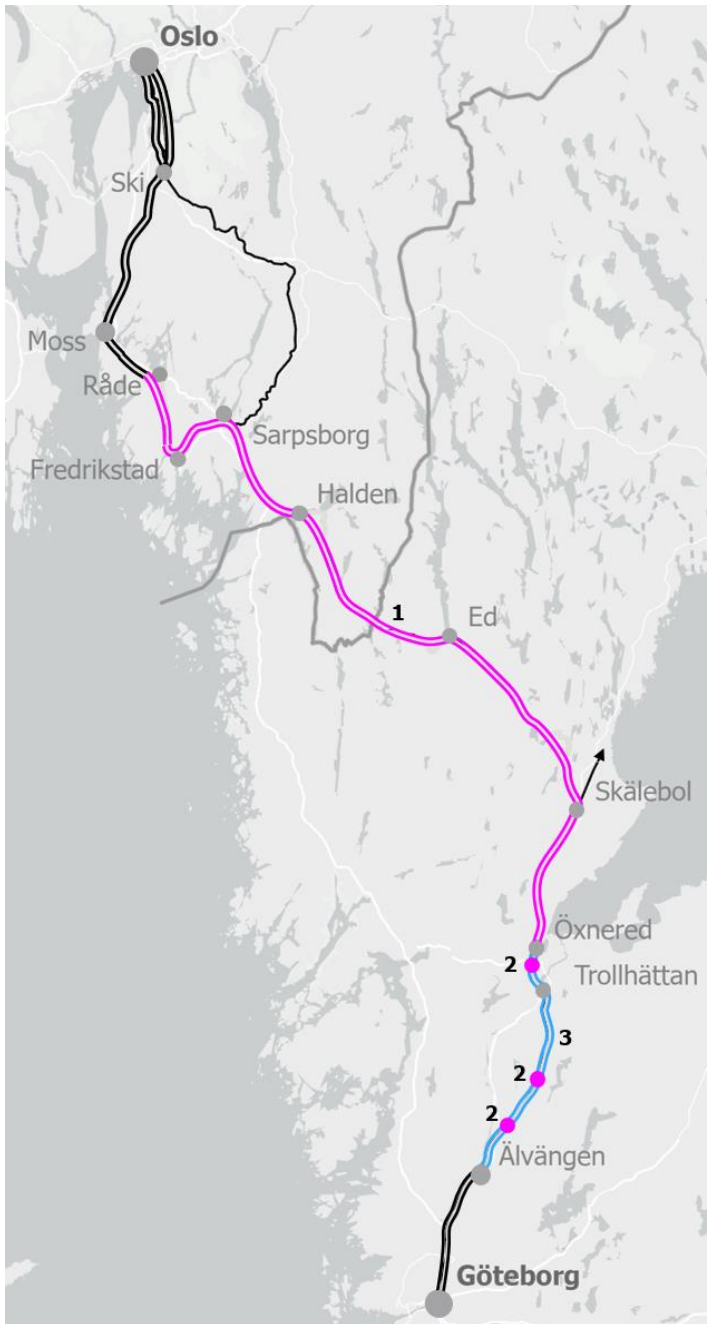 Oslo
Ski
Moss
Råde
Sarpsborg
Fredrikstad
Halden
1
Ed
Skälebol
Öxnered
2
Trollhättan
3
2
2
Älvängen
Göteborg